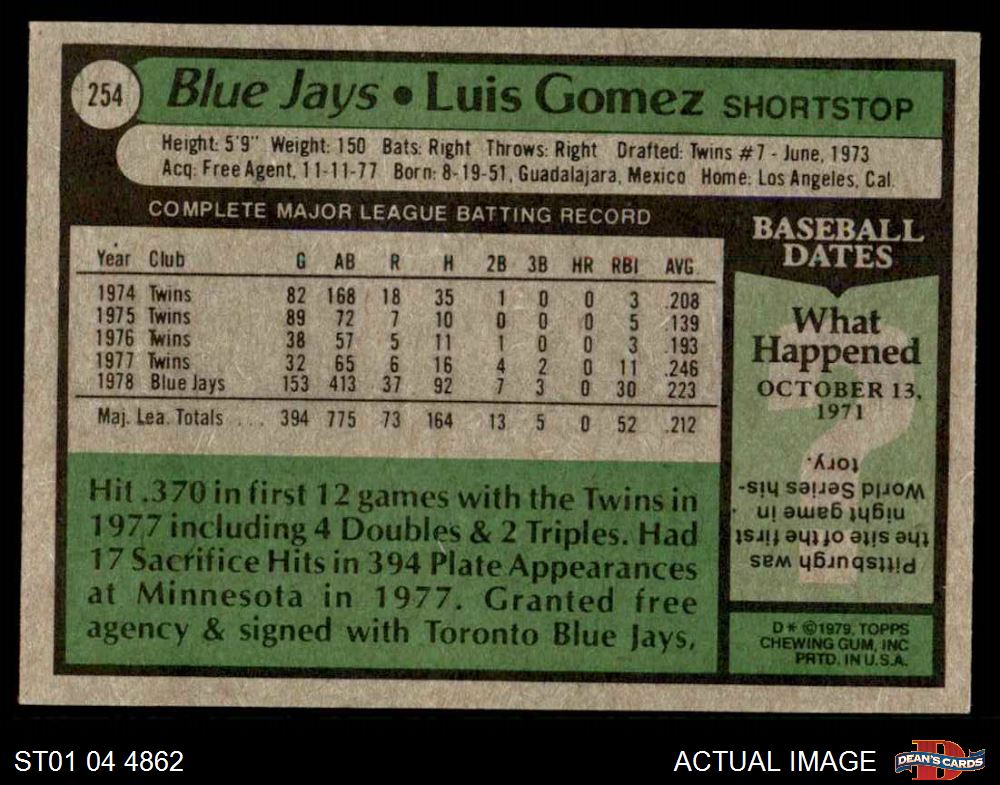 254
Blue Jays • Luis Gomez SHORTSTOP
Height: 5'9" Weight: 150 Bats: Right Throws: Right Drafted: Twins #7 - June, 1973
Acq: Free Agent, 11-11-77 Born: 8-19-51, Guadalajara, Mexico Home: Los Angeles, Cal.
COMPLETE MAJOR LEAGUE BATTING RECORD
Year Club G AB R H 2B 3B HR RBI AVG.
1974 Twins 82 168 18 35 1 0 0 3 .208
1975 Twins 89 72 7 10 0 0 0 5 .139
1976 Twins 38 57 5 11 1 0 0 3 .193
1977 Twins 32 65 6 16 4 2 0 11 .246
1978 Blue Jays 153 413 37 92 7 3 0 30 .223
Maj. Lea. Totals ... 394 775 73 164 13 5 0 52 .212
Hit .370 in first 12 games with the Twins in
1977 including 4 Doubles & 2 Triples. Had
17 Sacrifice Hits in 394 Plate Appearances
at Minnesota in 1977. Granted free
agency & signed with Toronto Blue Jays,
BASEBALL
DATES
What
Happened
OCTOBER 13,
1971
?
Pittsburgh was
the site of the first
night game in
World Series his-
tory.
D* ©1979, TOPPS
CHEWING GUM, INC
PRTD. IN U.S.A.
ST01 04 4862
ACTUAL IMAGE
D
DEAN'S CARDS